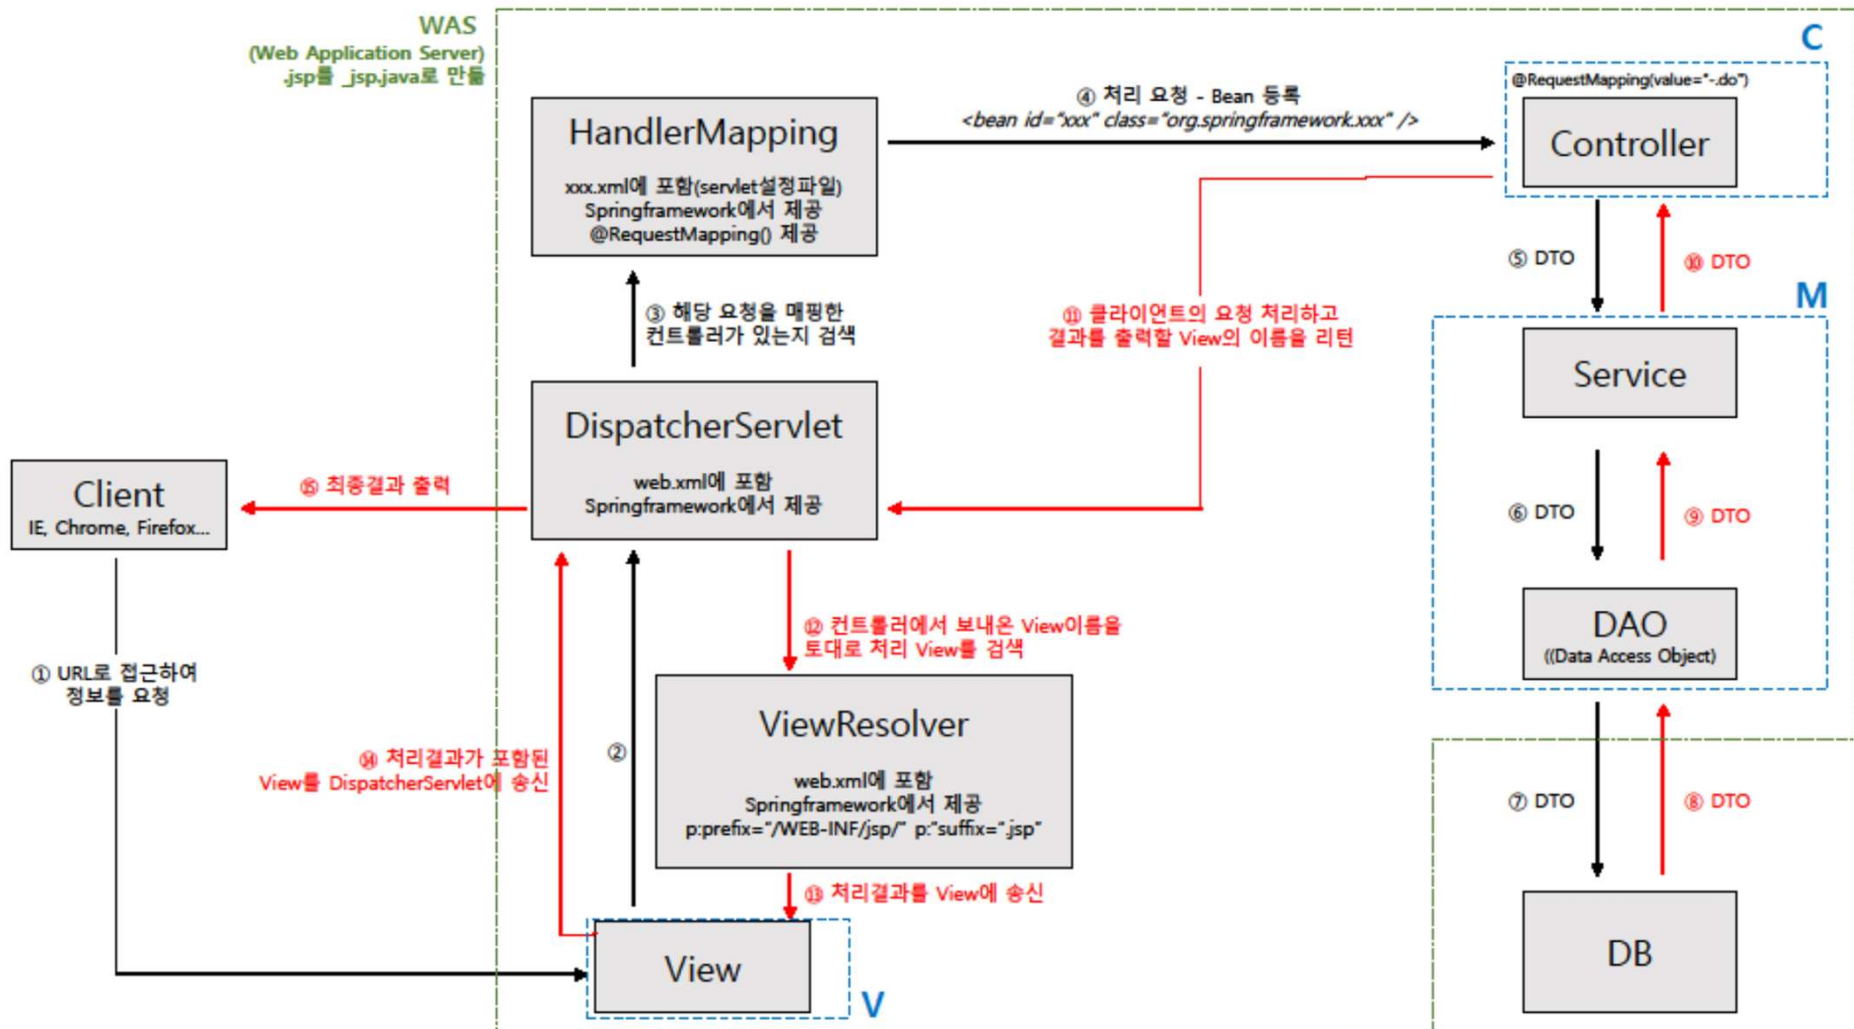 WAS
(Web Application Server)
.jsp를 _jsp.java로 만듦
C
@RequestMapping(value="-.do")
Controller
④ 처리 요청 - Bean 등록
<bean id="xxx" class="org.springframework.xxx" />
HandlerMapping
xxx.xml에 포함(servlet설정파일)
Springframework에서 제공
@RequestMapping() 제공
⑤ DTO
⑩ DTO
③ 해당 요청을 매핑한
컨트롤러가 있는지 검색
⑪ 클라이언트의 요청 처리하고
결과를 출력할 View의 이름을 리턴
M
Service
DispatcherServlet
web.xml에 포함
Springframework에서 제공
Client
IE, Chrome, Firefox...
⑮ 최종결과 출력
⑥ DTO
⑨ DTO
DAO
((Data Access Object)
① URL로 접근하여
정보를 요청
⑫ 컨트롤러에서 보내온 View이름을
토대로 처리 View를 검색
ViewResolver
web.xml에 포함
Springframework에서 제공
p:prefix="/WEB-INF/jsp/" p:"suffix=".jsp"
②
⑭ 처리결과가 포함된
View를 DispatcherServlet에 송신
⑦ DTO
⑧ DTO
⑬ 처리결과를 View에 송신
View
V
DB